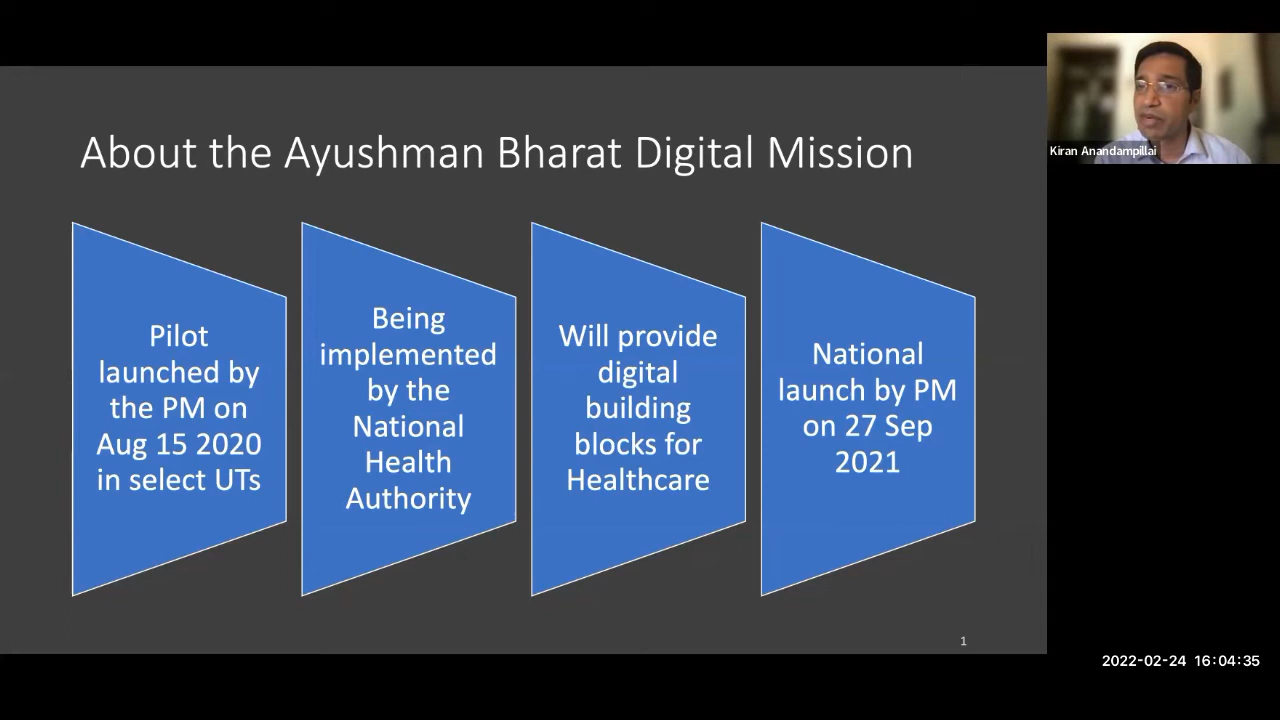 About the Ayushman Bharat Digital Mission
Pilot
launched by
the PM on
Aug 15 2020
in select UTs
Being
implemented
by the
National
Health
Authority
Will provide
digital
building
blocks for
Healthcare
National
launch by PM
on 27 Sep
2021
1
Kiran Anandampillai
2022-02-24 16:04:35